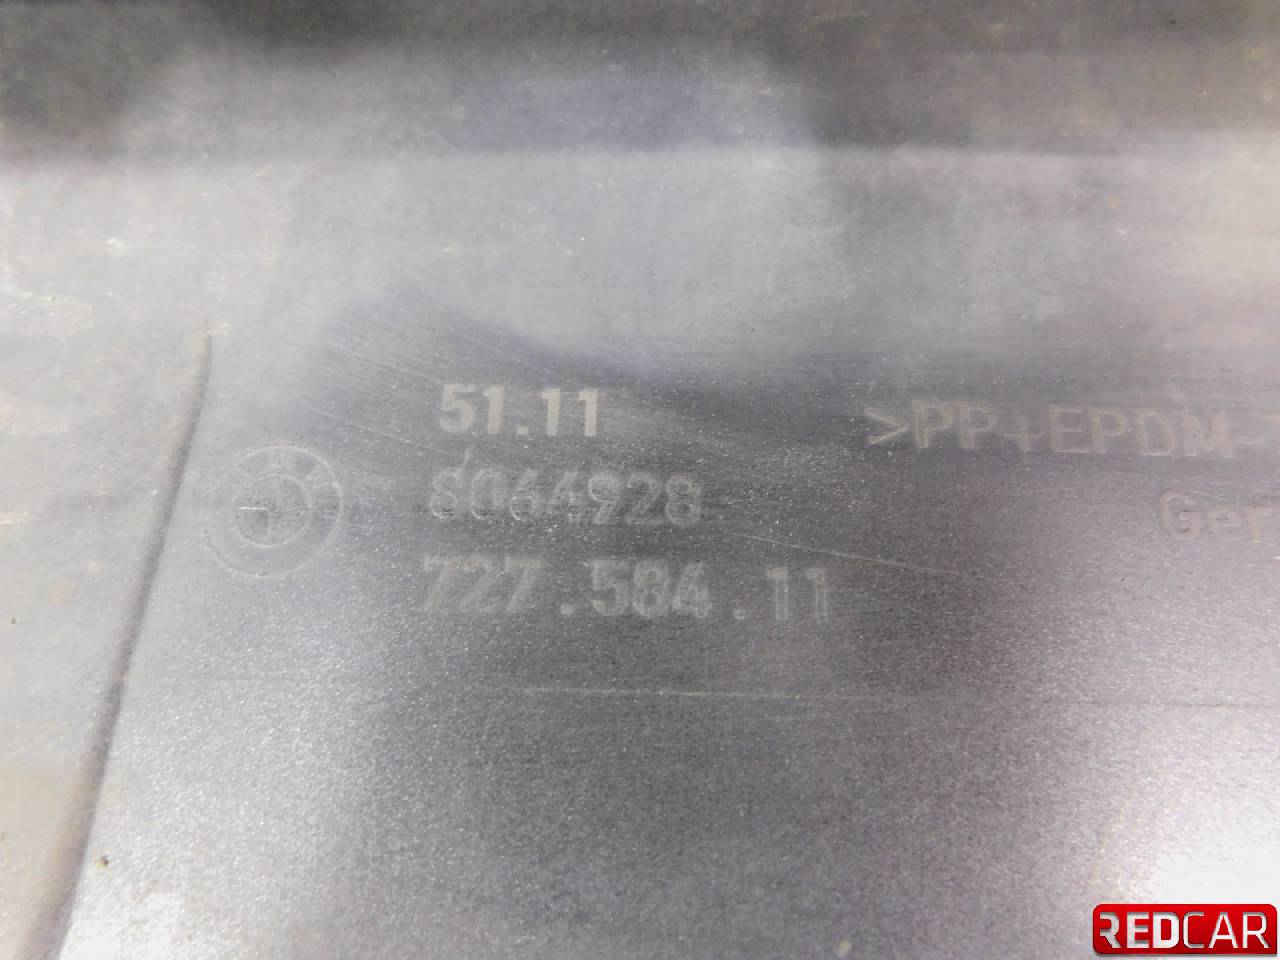 51.11
8064928
727.584.11
>PP+EPDM-
Ger
REDCAR